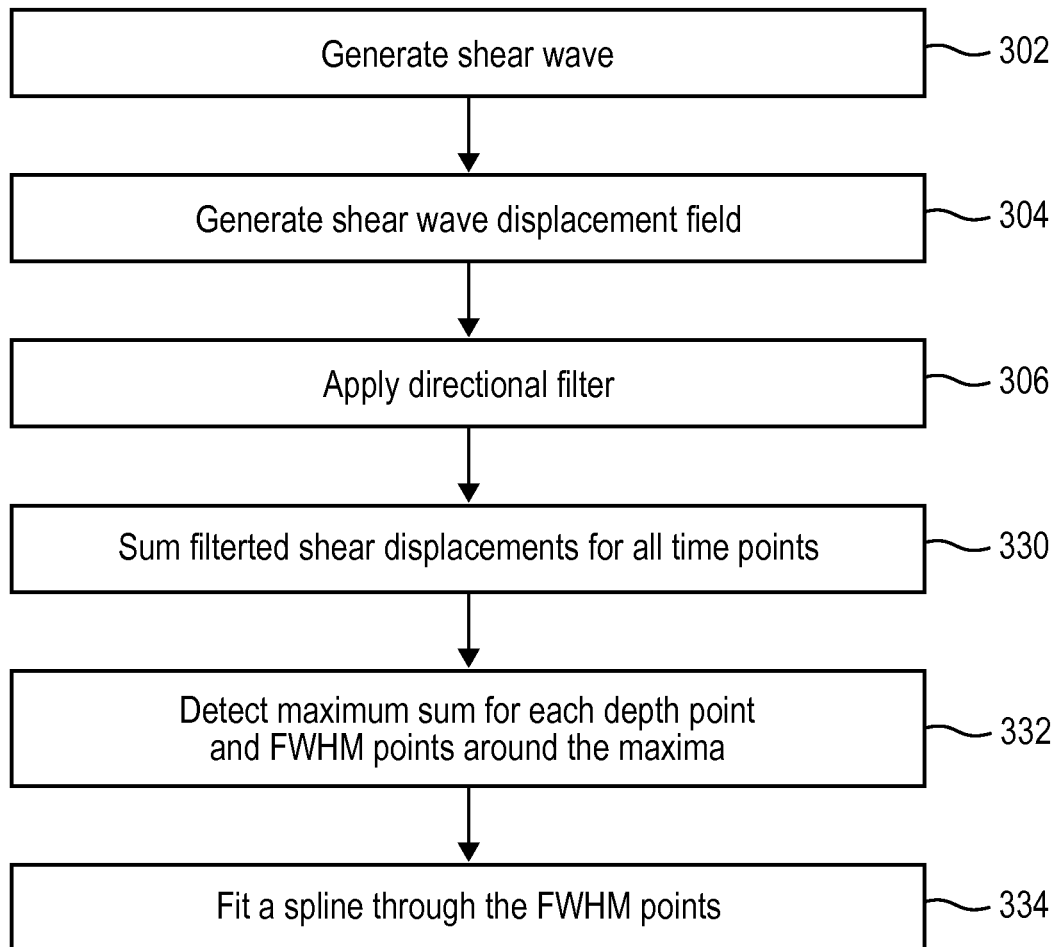 Generate shear wave
302
Generate shear wave displacement field
304
Apply directional filter
306
Sum filterted shear displacements for all time points
330
Detect maximum sum for each depth point
and FWHM points around the maxima
332
Fit a spline through the FWHM points
334